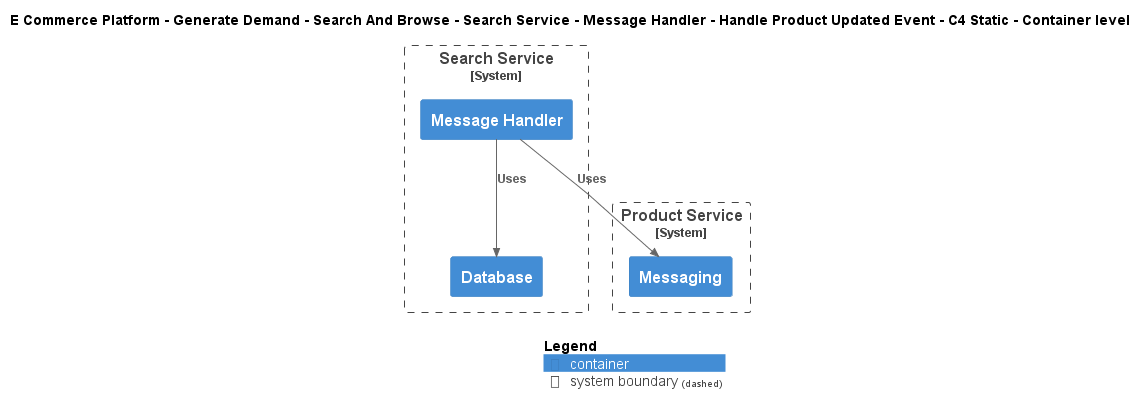 E Commerce Platform - Generate Demand - Search And Browse - Search Service - Message Handler - Handle Product Updated Event - C4 Static - Container level
Search Service
[System]
Message Handler
Uses
Uses
Product Service
[System]
Database
Messaging
Legend
container
system boundary (dashed)